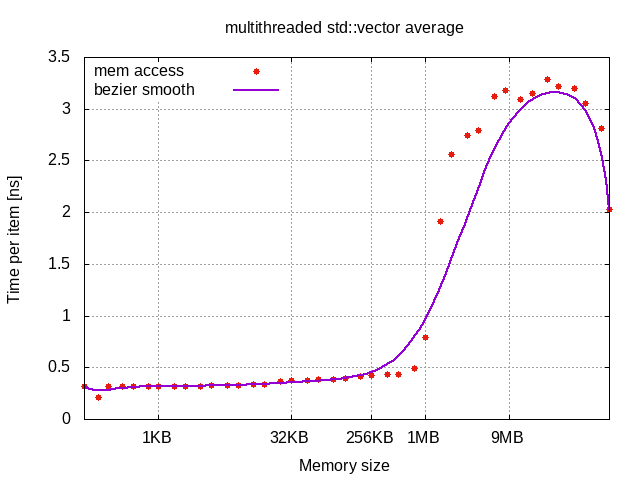 multithreaded std::vector average
3.5
mem access
bezier smooth
3
2.5
2
1.5
1
0.5
0
Time per item [ns]
1KB
32KB
256KB
1MB
9MB
Memory size